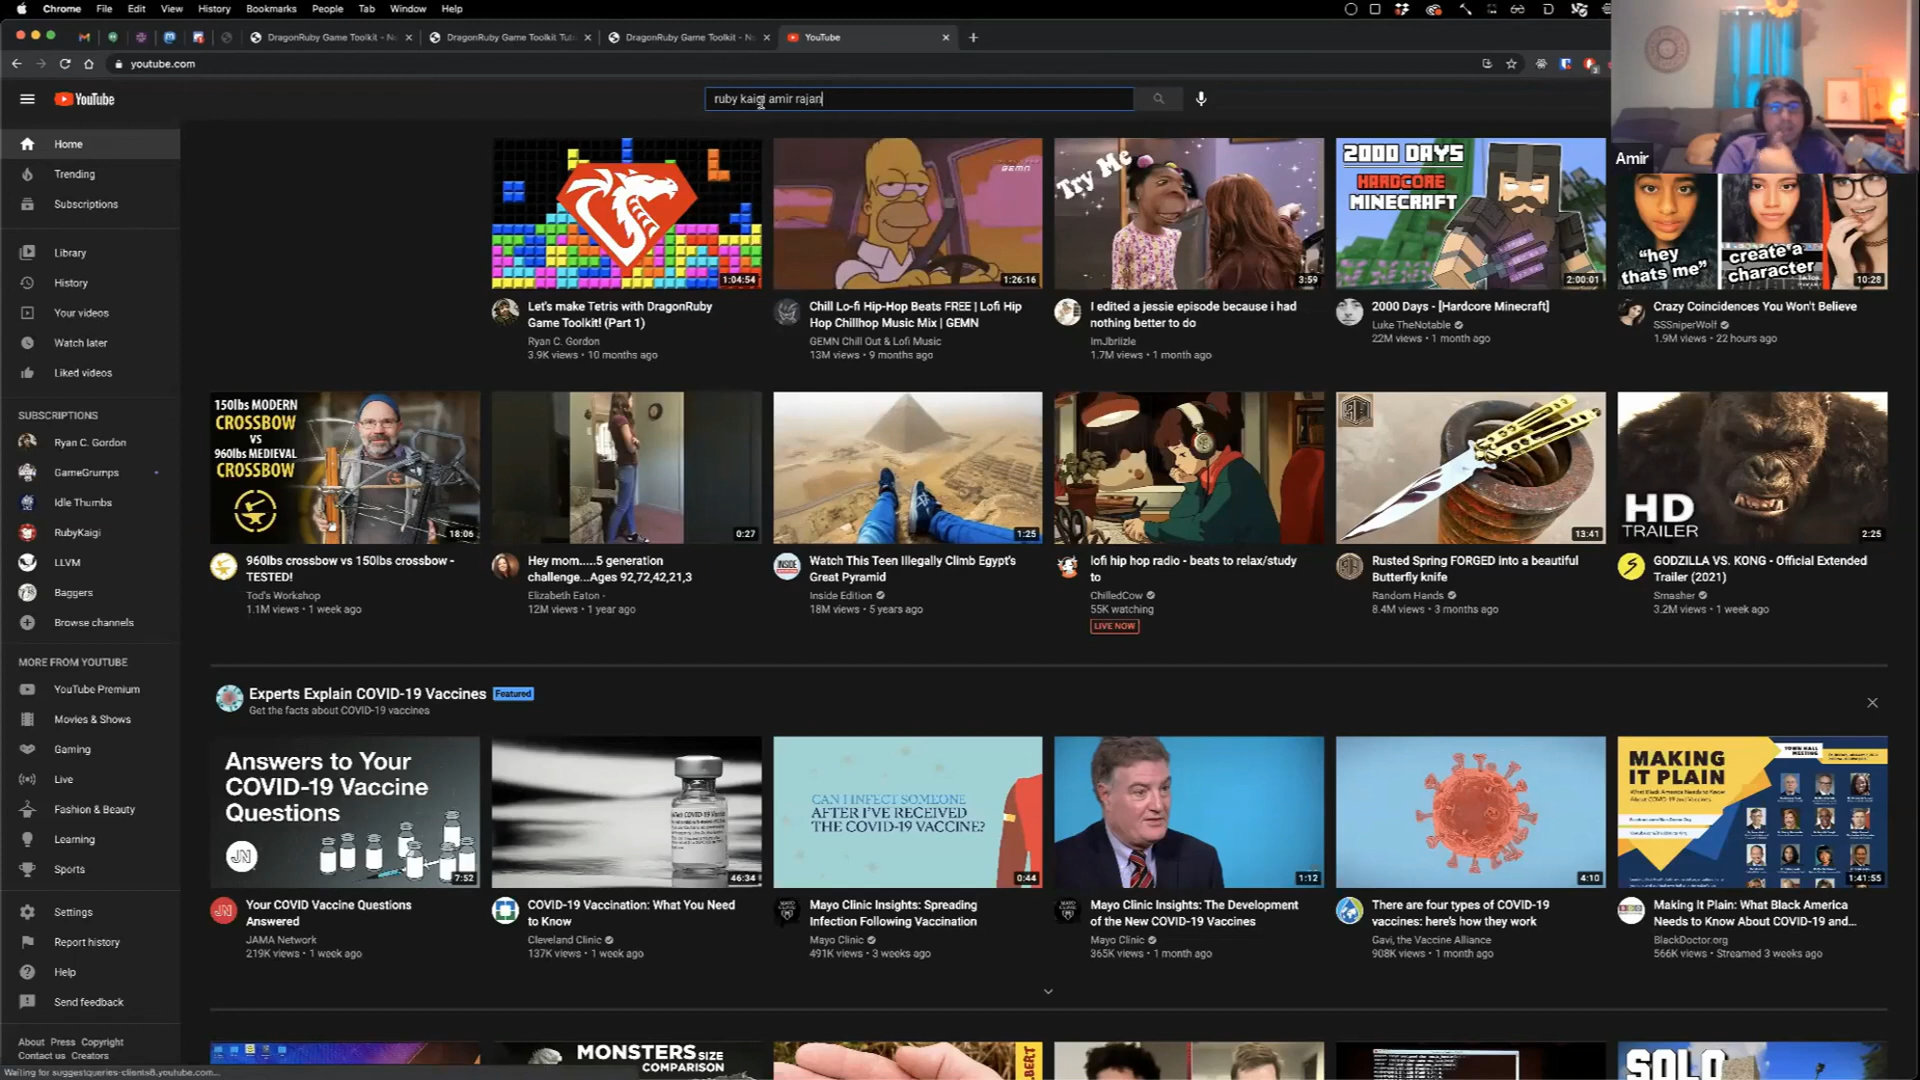 Chrome File Edit View History Bookmarks People Tab Window Help
DragonRuby Game Toolkit - N
DragonRuby Game Toolkit Tut
DragonRuby Game Toolkit - N
YouTube
youtube.com
YouTube
ruby kaigi amir rajan
Amir
Home
Trending
Subscriptions
Library
History
Your videos
Watch later
Liked videos
SUBSCRIPTIONS
Ryan C. Gordon
GameGrumps
Idle Thumbs
RubyKaigi
LLVM
Baggers
Browse channels
MORE FROM YOUTUBE
YouTube Premium
Movies & Shows
Gaming
Live
Fashion & Beauty
Learning
Sports
Settings
Report history
Help
Send feedback
About Press Copyright
Contact us Creators
Waiting for suggestqueries-clients6.youtube.com...
1:04:54
Let's make Tetris with DragonRuby
Game Toolkit! (Part 1)
Ryan C. Gordon
3.9K views • 10 months ago
GEMN
1:26:16
Chill Lo-fi Hip-Hop Beats FREE | Lofi Hip
Hop Chillhop Music Mix | GEMN
GEMN Chill Out & Lofi Music
13M views • 9 months ago
Try Me
3:59
I edited a jessie episode because i had
nothing better to do
ImJbrizle
1.7M views • 1 month ago
2000 DAYS
HARDCORE
MINECRAFT
2:00:01
2000 Days - [Hardcore Minecraft]
Luke TheNotable
22M views • 1 month ago
"hey
thats me"
create a
character
10:28
Crazy Coincidences You Won't Believe
SSSniperWolf
1.9M views • 22 hours ago
150lbs MODERN
CROSSBOW
VS
960lbs MEDIEVAL
CROSSBOW
18:06
960lbs crossbow vs 150lbs crossbow -
TESTED!
Tod's Workshop
1.1M views • 1 week ago
0:27
Hey mom.....5 generation
challenge...Ages 92,72,42,21,3
Elizabeth Eaton -
12M views • 1 year ago
1:25
Watch This Teen Illegally Climb Egypt's
Great Pyramid
INSIDE
Inside Edition
18M views • 5 years ago
lofi hip hop radio - beats to relax/study
to
ChilledCow
55K watching
LIVE NOW
13:41
Rusted Spring FORGED into a beautiful
Butterfly knife
Random Hands
8.4M views • 3 months ago
HD
TRAILER
2:25
GODZILLA VS. KONG - Official Extended
Trailer (2021)
Smasher
3.2M views • 1 week ago
Experts Explain COVID-19 Vaccines Featured
Get the facts about COVID-19 vaccines
Answers to Your
COVID-19 Vaccine
Questions
JN
7:52
Your COVID Vaccine Questions
Answered
JAMA Network
219K views • 1 week ago
46:34
COVID-19 Vaccination: What You Need
to Know
Cleveland Clinic
137K views • 1 week ago
CAN I INFECT SOMEONE
AFTER I'VE RECEIVED
THE COVID-19 VACCINE?
0:44
Mayo Clinic Insights: Spreading
Infection Following Vaccination
Mayo Clinic
491K views • 3 weeks ago
1:12
Mayo Clinic Insights: The Development
of the New COVID-19 Vaccines
Mayo Clinic
365K views • 1 month ago
4:10
There are four types of COVID-19
vaccines: here's how they work
Gavi, the Vaccine Alliance
908K views • 1 month ago
TOWN HALL
MEETING
MAKING
IT PLAIN
1:41:55
Making It Plain: What Black America
Needs to Know About COVID-19 and...
BlackDoctor.org
566K views • Streamed 3 weeks ago
MONSTERS SIZE
COMPARISON
SOLO